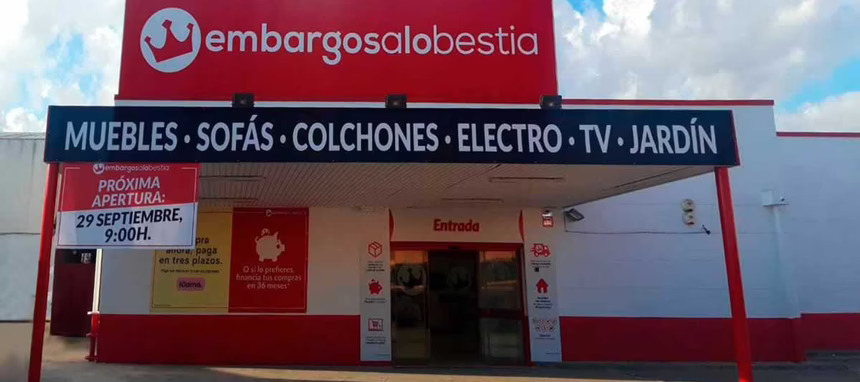 embargosalobestia
MUEBLES · SOFÁS · COLCHONES · ELECTRO · TV · JARDÍN
embargosalobestia
PRÓXIMA
APERTURA:
29 SEPTIEMBRE,
9:00H.
Entrada
ahora, paga
en tres plazos.
Klarna.
O si lo prefieres,
financia tus compras
en 36 meses*